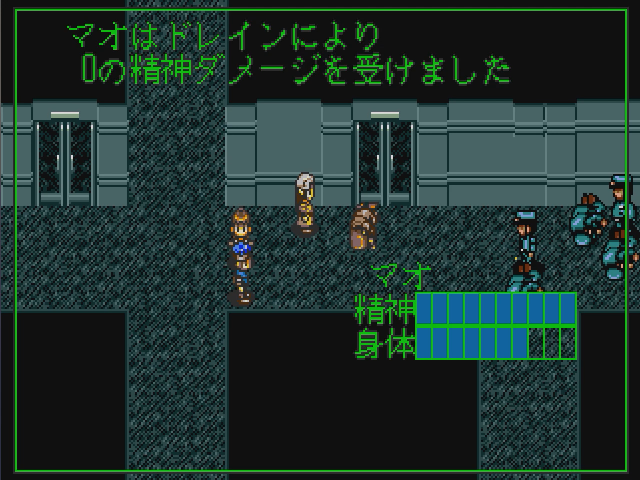 マオはドレインにより
0の精神ダメージを受けました
マオ
精神
身体